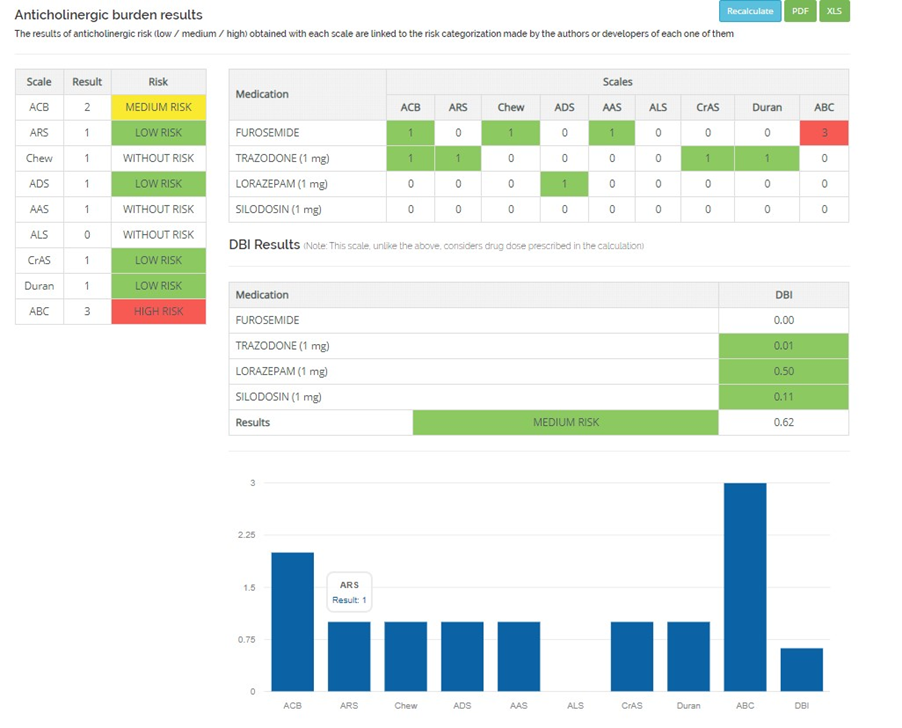 Anticholinergic burden results
Recalculate PDF XLS
The results of anticholinergic risk (low / medium / high) obtained with each scale are linked to the risk categorization made by the authors or developers of each one of them
Scale Result Risk
ACB 2 MEDIUM RISK
ARS 1 LOW RISK
Chew 1 WITHOUT RISK
ADS 1 LOW RISK
AAS 1 WITHOUT RISK
ALS 0 WITHOUT RISK
CrAS 1 LOW RISK
Duran 1 LOW RISK
ABC 3 HIGH RISK
Medication Scales
ACB ARS Chew ADS AAS ALS CrAS Duran ABC
FUROSEMIDE 1 0 1 0 1 0 0 0 3
TRAZODONE (1 mg) 1 1 0 0 0 0 1 1 0
LORAZEPAM (1 mg) 0 0 0 1 0 0 0 0 0
SILODOSIN (1 mg) 0 0 0 0 0 0 0 0 0
DBI Results (Note: This scale, unlike the above, considers drug dose prescribed in the calculation)
Medication DBI
FUROSEMIDE 0.00
TRAZODONE (1 mg) 0.01
LORAZEPAM (1 mg) 0.50
SILODOSIN (1 mg) 0.11
Results MEDIUM RISK 0.62
3
2.25
1.5
0.75
0
ARS
Result: 1
ACB ARS Chew ADS AAS ALS CrAS Duran ABC DBI